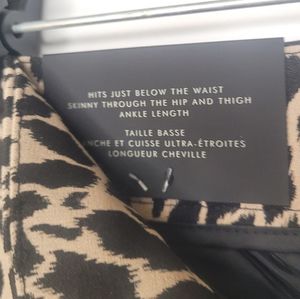 HITS JUST BELOW THE WAIST
SKINNY THROUGH THE HIP AND THIGH
ANKLE LENGTH
TAILLE BASSE
NCHE ET CUISSE ULTRA-ÉTROITES
LONGUEUR CHEVILLE